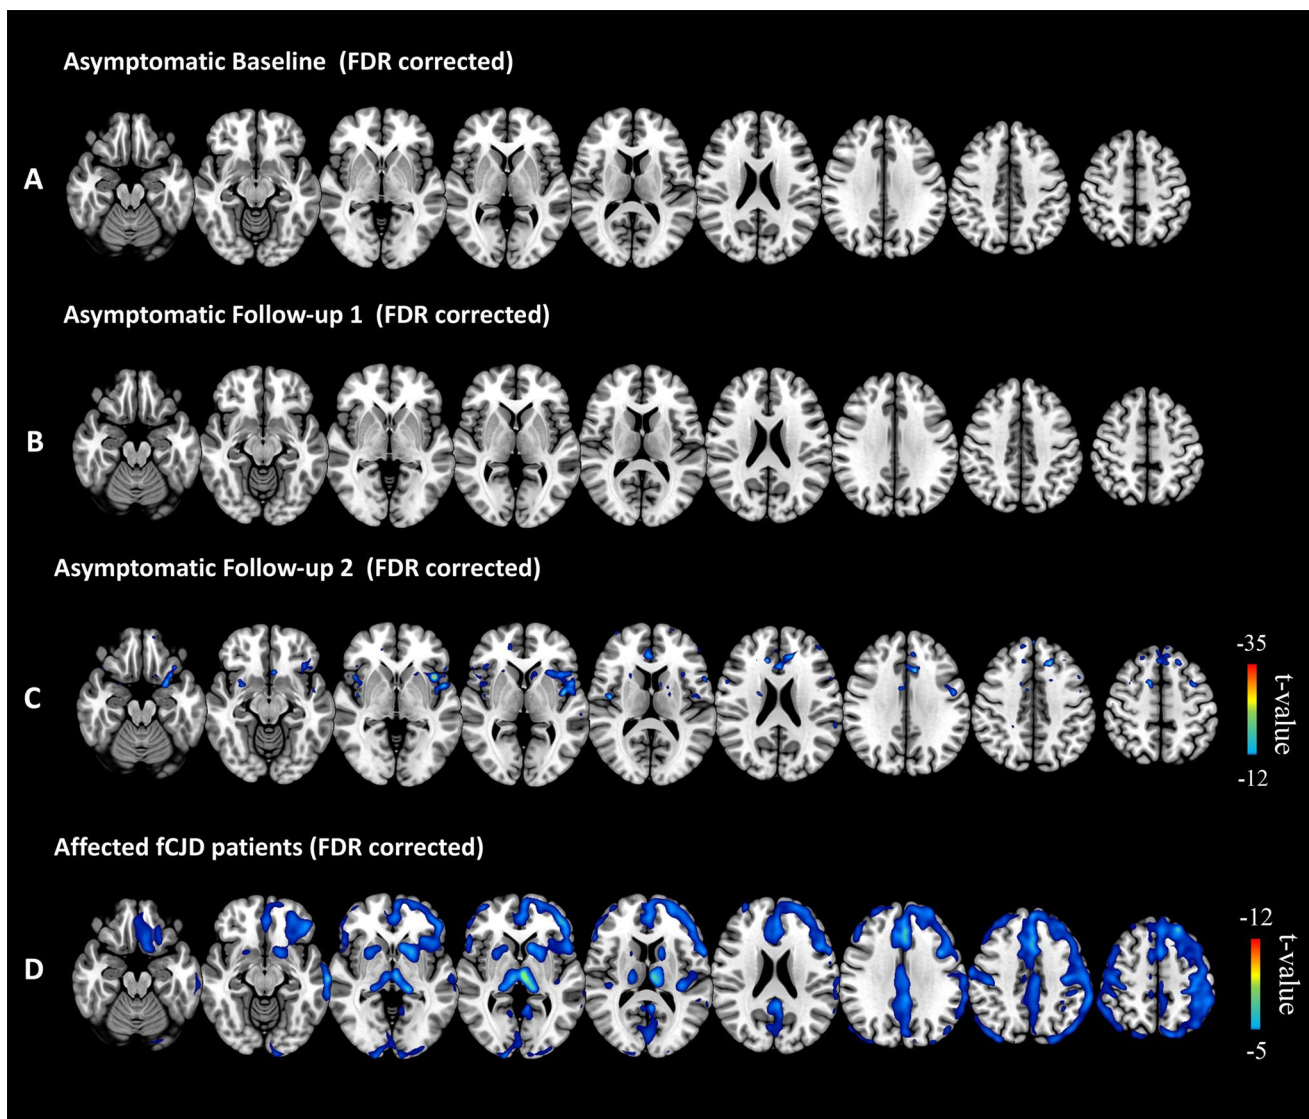 Asymptomatic Baseline (FDR corrected)
A
Asymptomatic Follow-up 1 (FDR corrected)
B
Asymptomatic Follow-up 2 (FDR corrected)
C
-35
t-value
-12
Affected fCJD patients (FDR corrected)
D
-12
t-value
-5